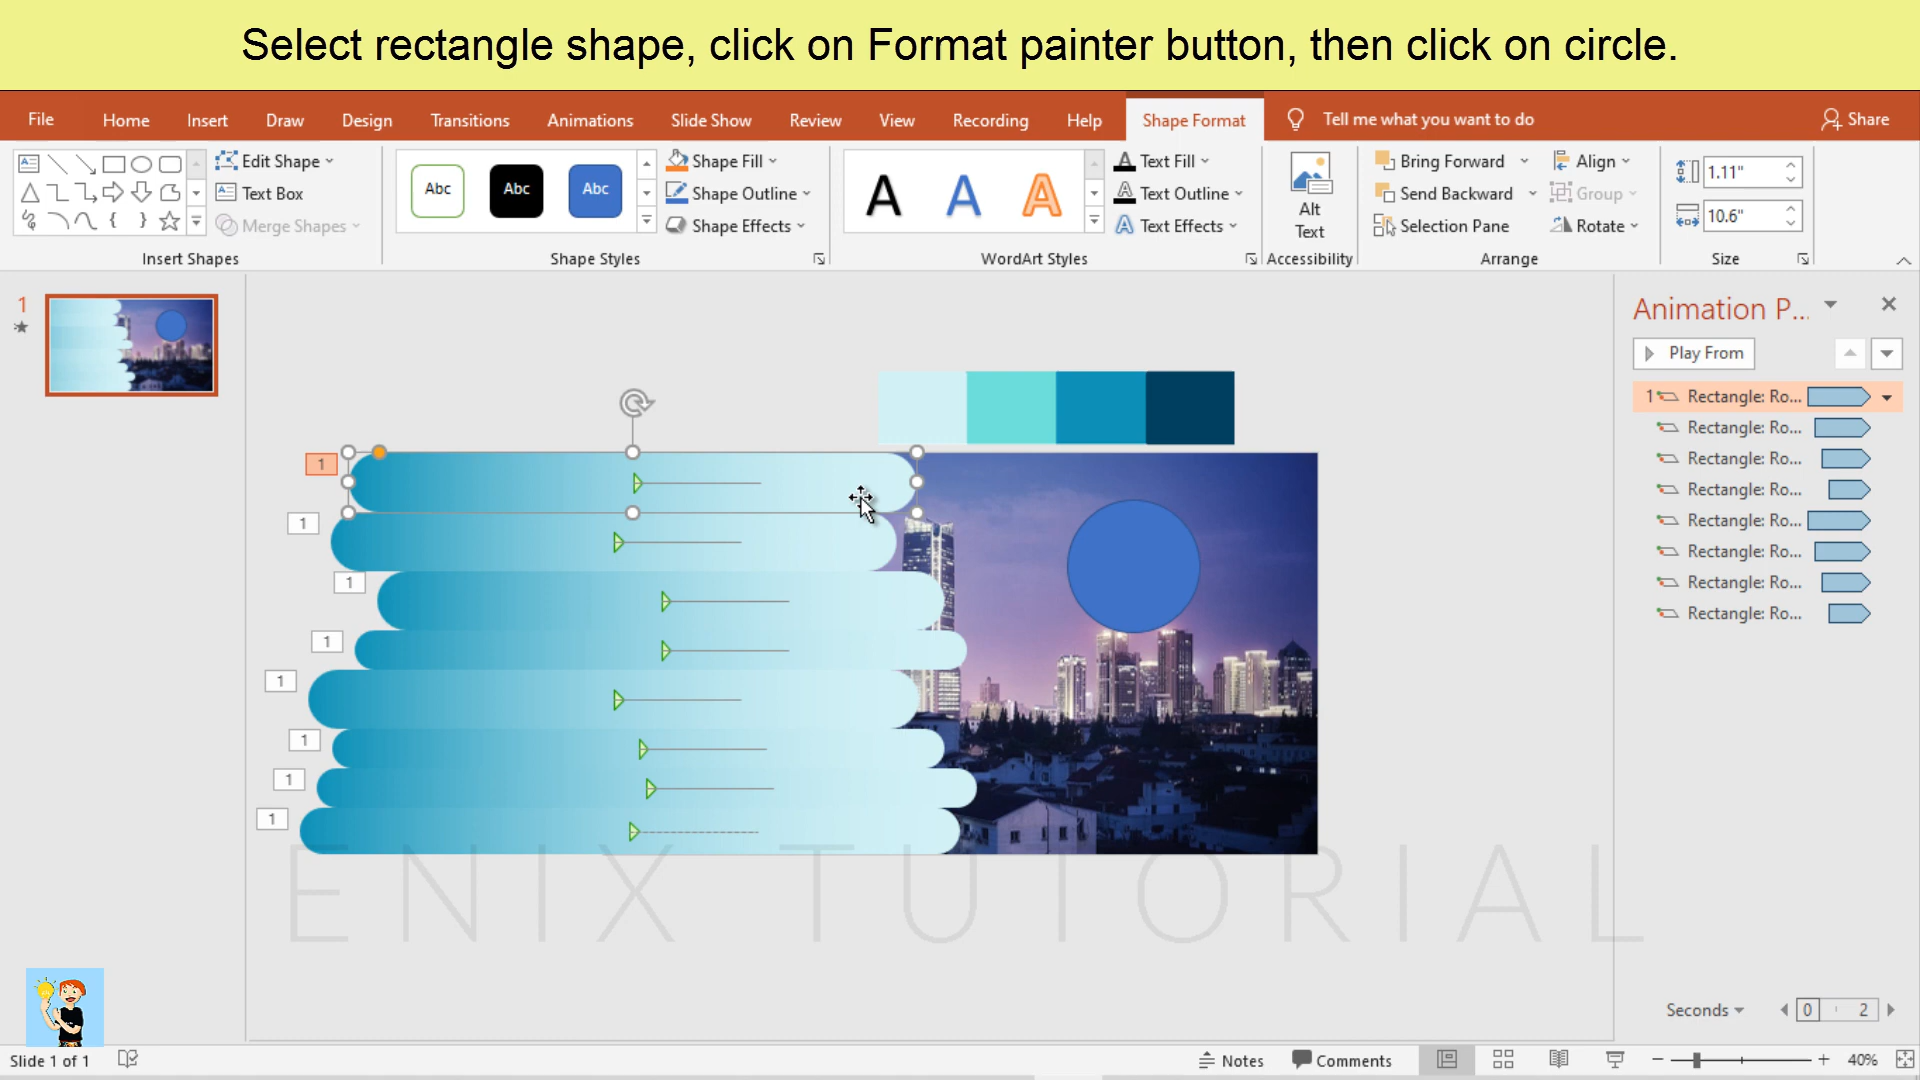 Select rectangle shape, click on Format painter button, then click on circle.
File Home Insert Draw Design Transitions Animations Slide Show Review View Recording Help Shape Format Tell me what you want to do Share
Edit Shape
Text Box
Merge Shapes
Insert Shapes
Abc Abc Abc
Shape Fill
Shape Outline
Shape Effects
Shape Styles
A A A
Text Fill
Text Outline
Text Effects
WordArt Styles
Alt
Text
Accessibility
Bring Forward
Send Backward
Selection Pane
Align
Group
Rotate
Arrange
1.11"
10.6"
Size
1
Animation P...
Play From
1 Rectangle: Ro...
Rectangle: Ro...
Rectangle: Ro...
Rectangle: Ro...
Rectangle: Ro...
Rectangle: Ro...
Rectangle: Ro...
Rectangle: Ro...
1
1
1
1
1
1
1
1
ENIX TUTORIAL
Seconds 0 2
Slide 1 of 1
Notes
Comments
40%